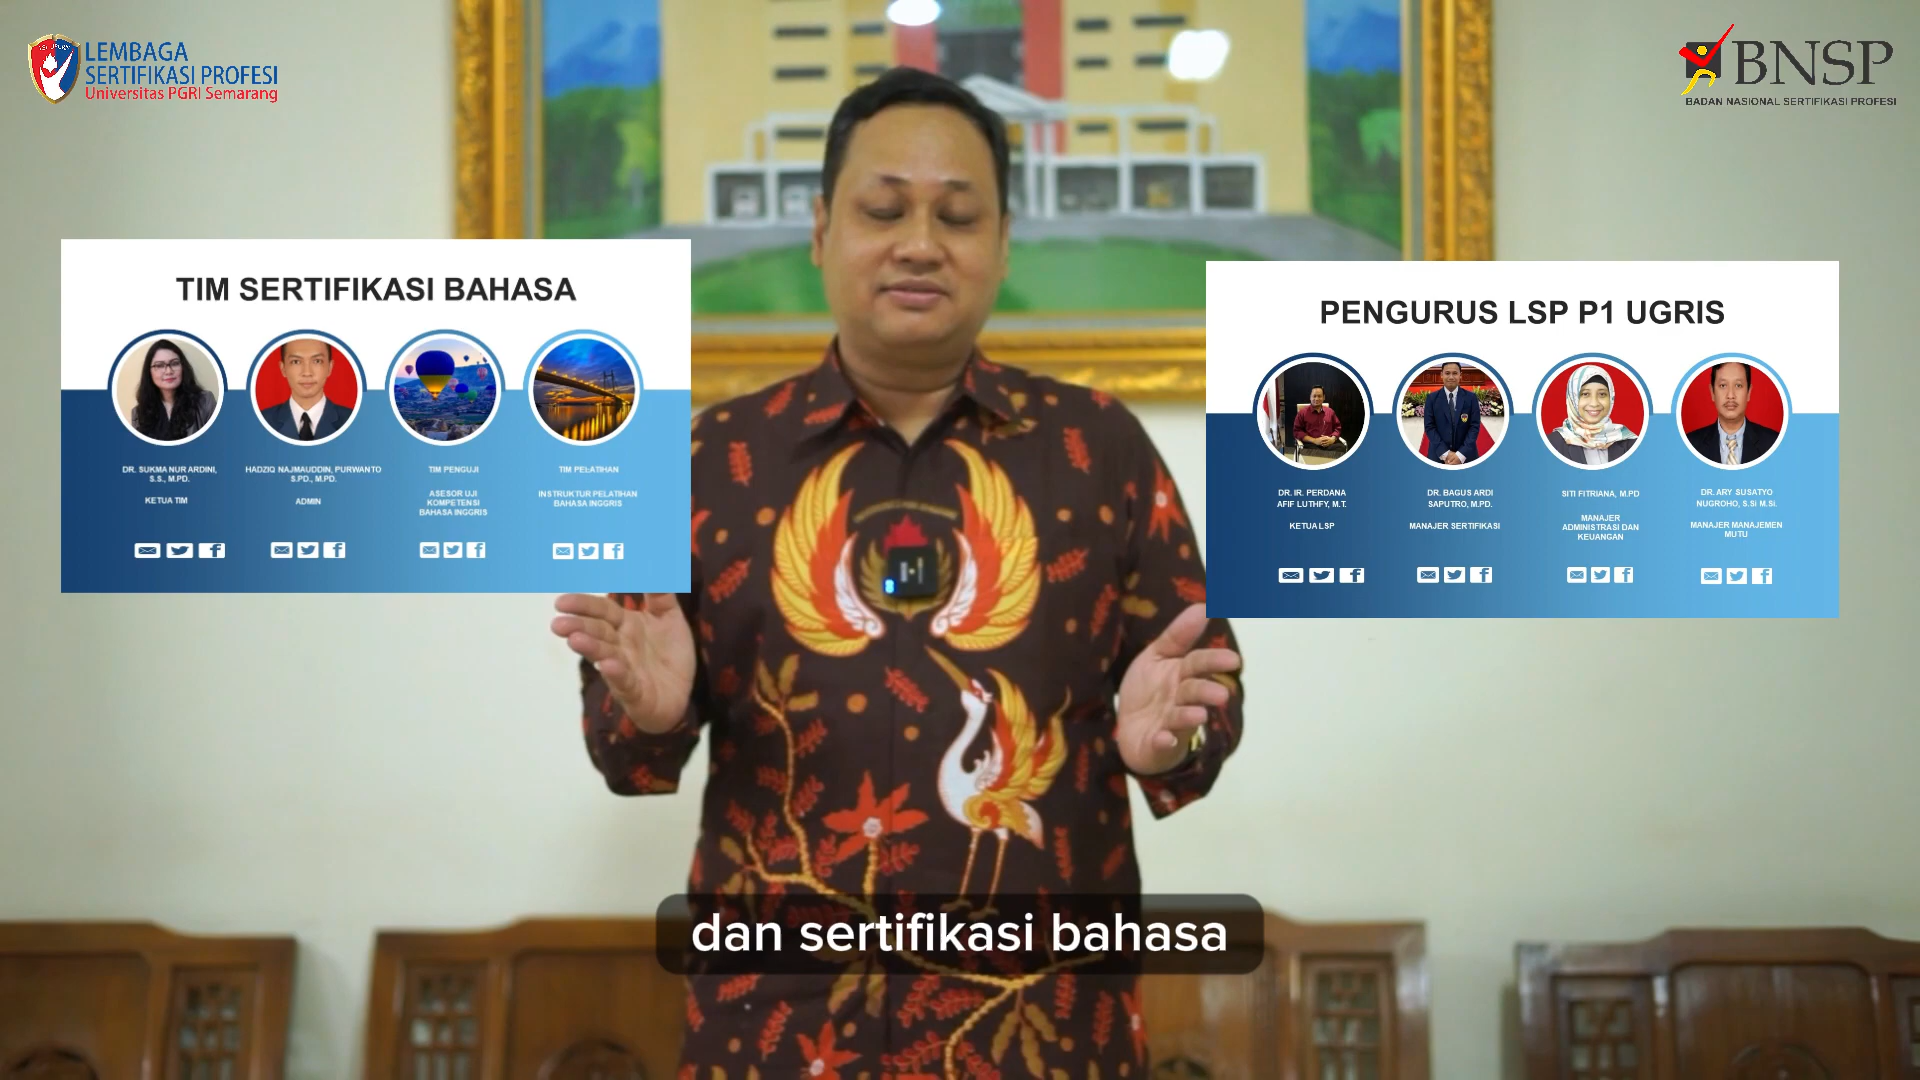 LEMBAGA
SERTIFIKASI PROFESI
Universitas PGRI Semarang
BNSP
BADAN NASIONAL SERTIFIKASI PROFESI
TIM SERTIFIKASI BAHASA
DR. SUKMA NUR ARDINI,
S.S., M.PD.
KETUA TIM
HADZIQ NAJMAUDDIN, PURWANTO
S.PD., M.PD.
ADMIN
TIM PENGUJI
ASESOR UJI
KOMPETENSI
BAHASA INGGRIS
TIM PELATIHAN
INSTRUKTUR PELATIHAN
BAHASA INGGRIS
PENGURUS LSP P1 UGRIS
DR. IR. PERDANA
AFIF LUTHFY, M.T.
KETUA LSP
DR. BAGUS ARDI
SAPUTRO, M.PD.
MANAJER SERTIFIKASI
SITI FITRIANA, M.PD
MANAJER
ADMINISTRASI DAN
KEUANGAN
DR. ARY SUSATYO
NUGROHO, S.Si M.Si.
MANAJER MANAJEMEN
MUTU
dan sertifikasi bahasa